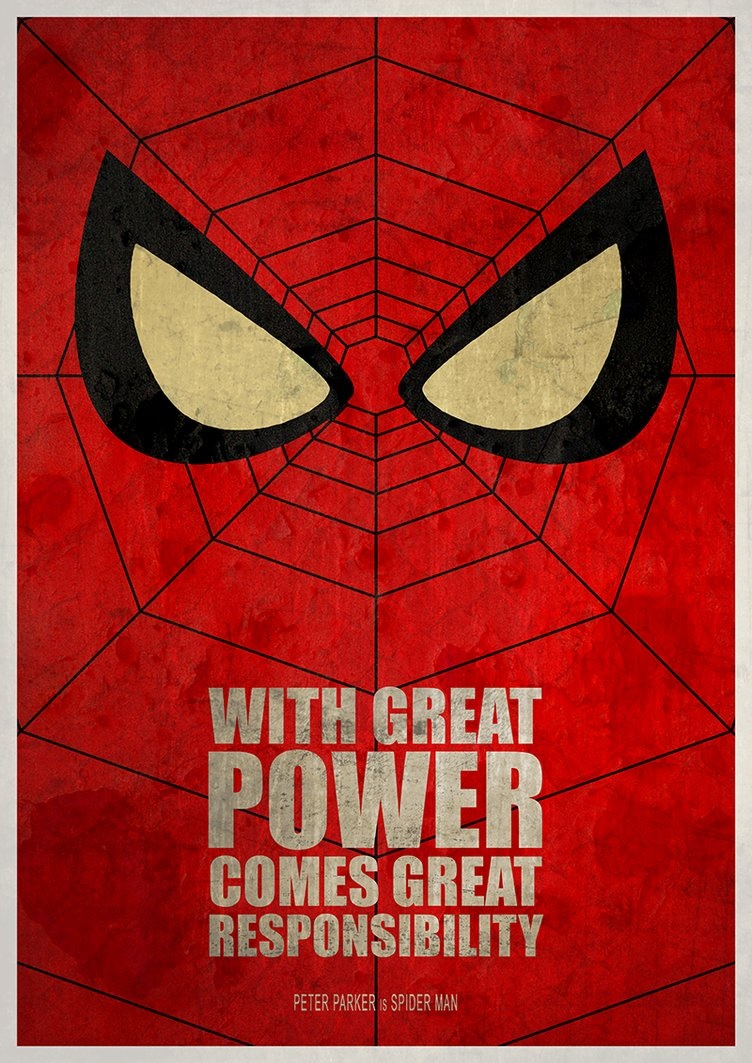 WITH GREAT
POWER
COMES GREAT
RESPONSIBILITY
PETER PARKER IS SPIDER MAN